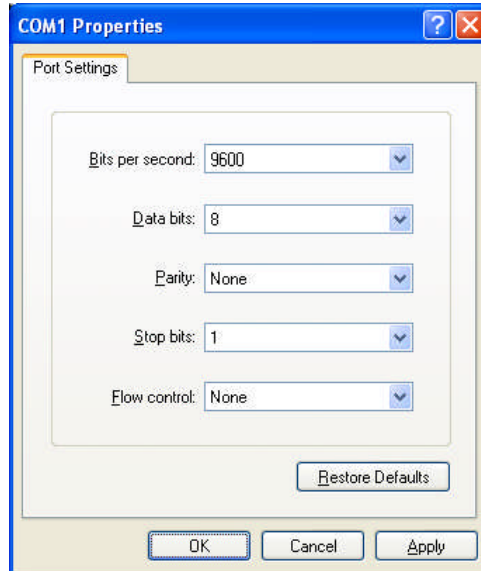 COM1 Properties
Port Settings
Bits per second: 9600
Data bits: 8
Parity: None
Stop bits: 1
Flow control: None
Restore Defaults
OK Cancel Apply